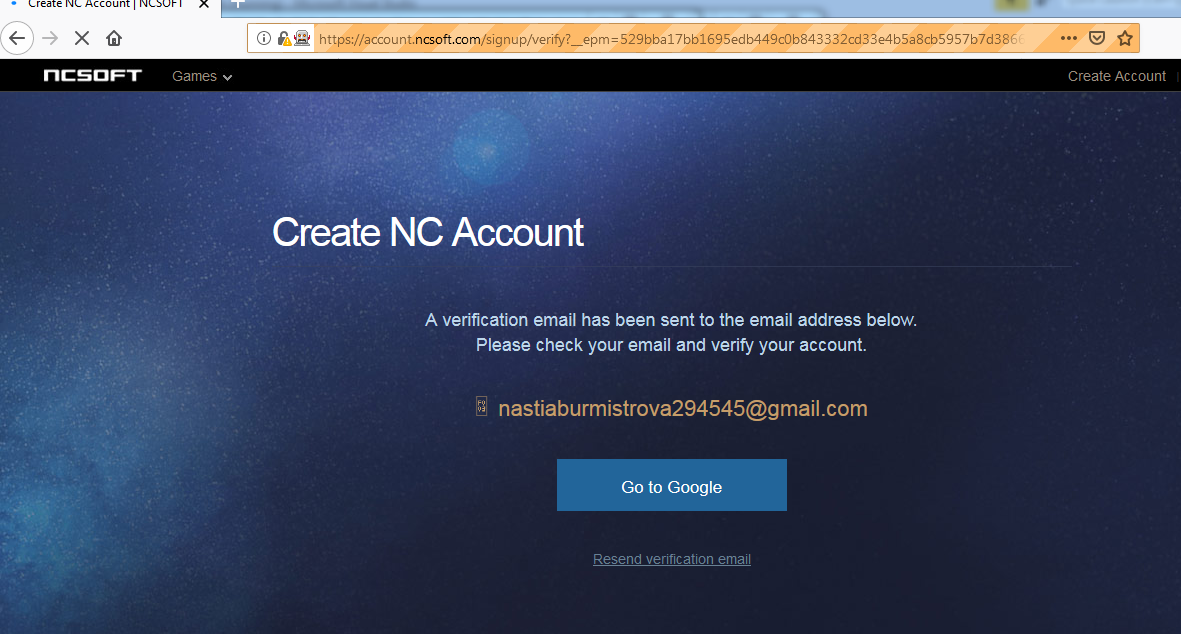 Create NC Account | NCSOFT
https://account.ncsoft.com/signup/verify?__epm=529bba17bb1695edb449c0b843332cd33e4b5a8cb5957b7d3866
NCSOFT
Games
Create Account
Create NC Account
A verification email has been sent to the email address below.
Please check your email and verify your account.
nastiaburmistrova294545@gmail.com
Go to Google
Resend verification email